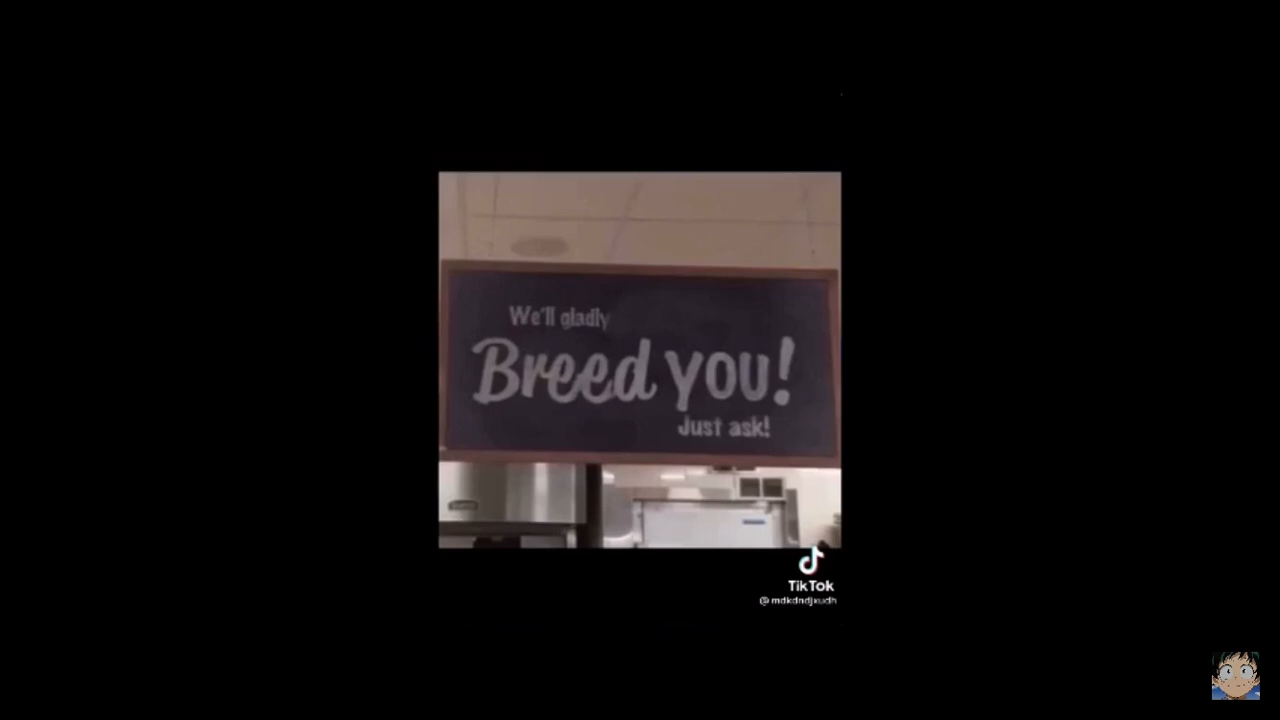 We'll gladly
Breed you!
Just ask!
TikTok
@mdkdndjxudh